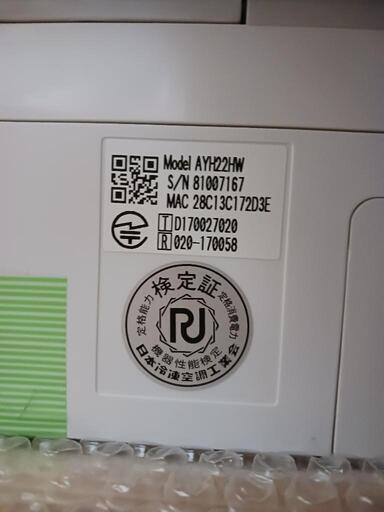 Model AYH22HW
S/N 81007167
MAC 28C13C172D3E
T D170027020
R 020-170058
検定証
定格能力
定格消費電力
機器性能検定
日本冷凍空調工業会